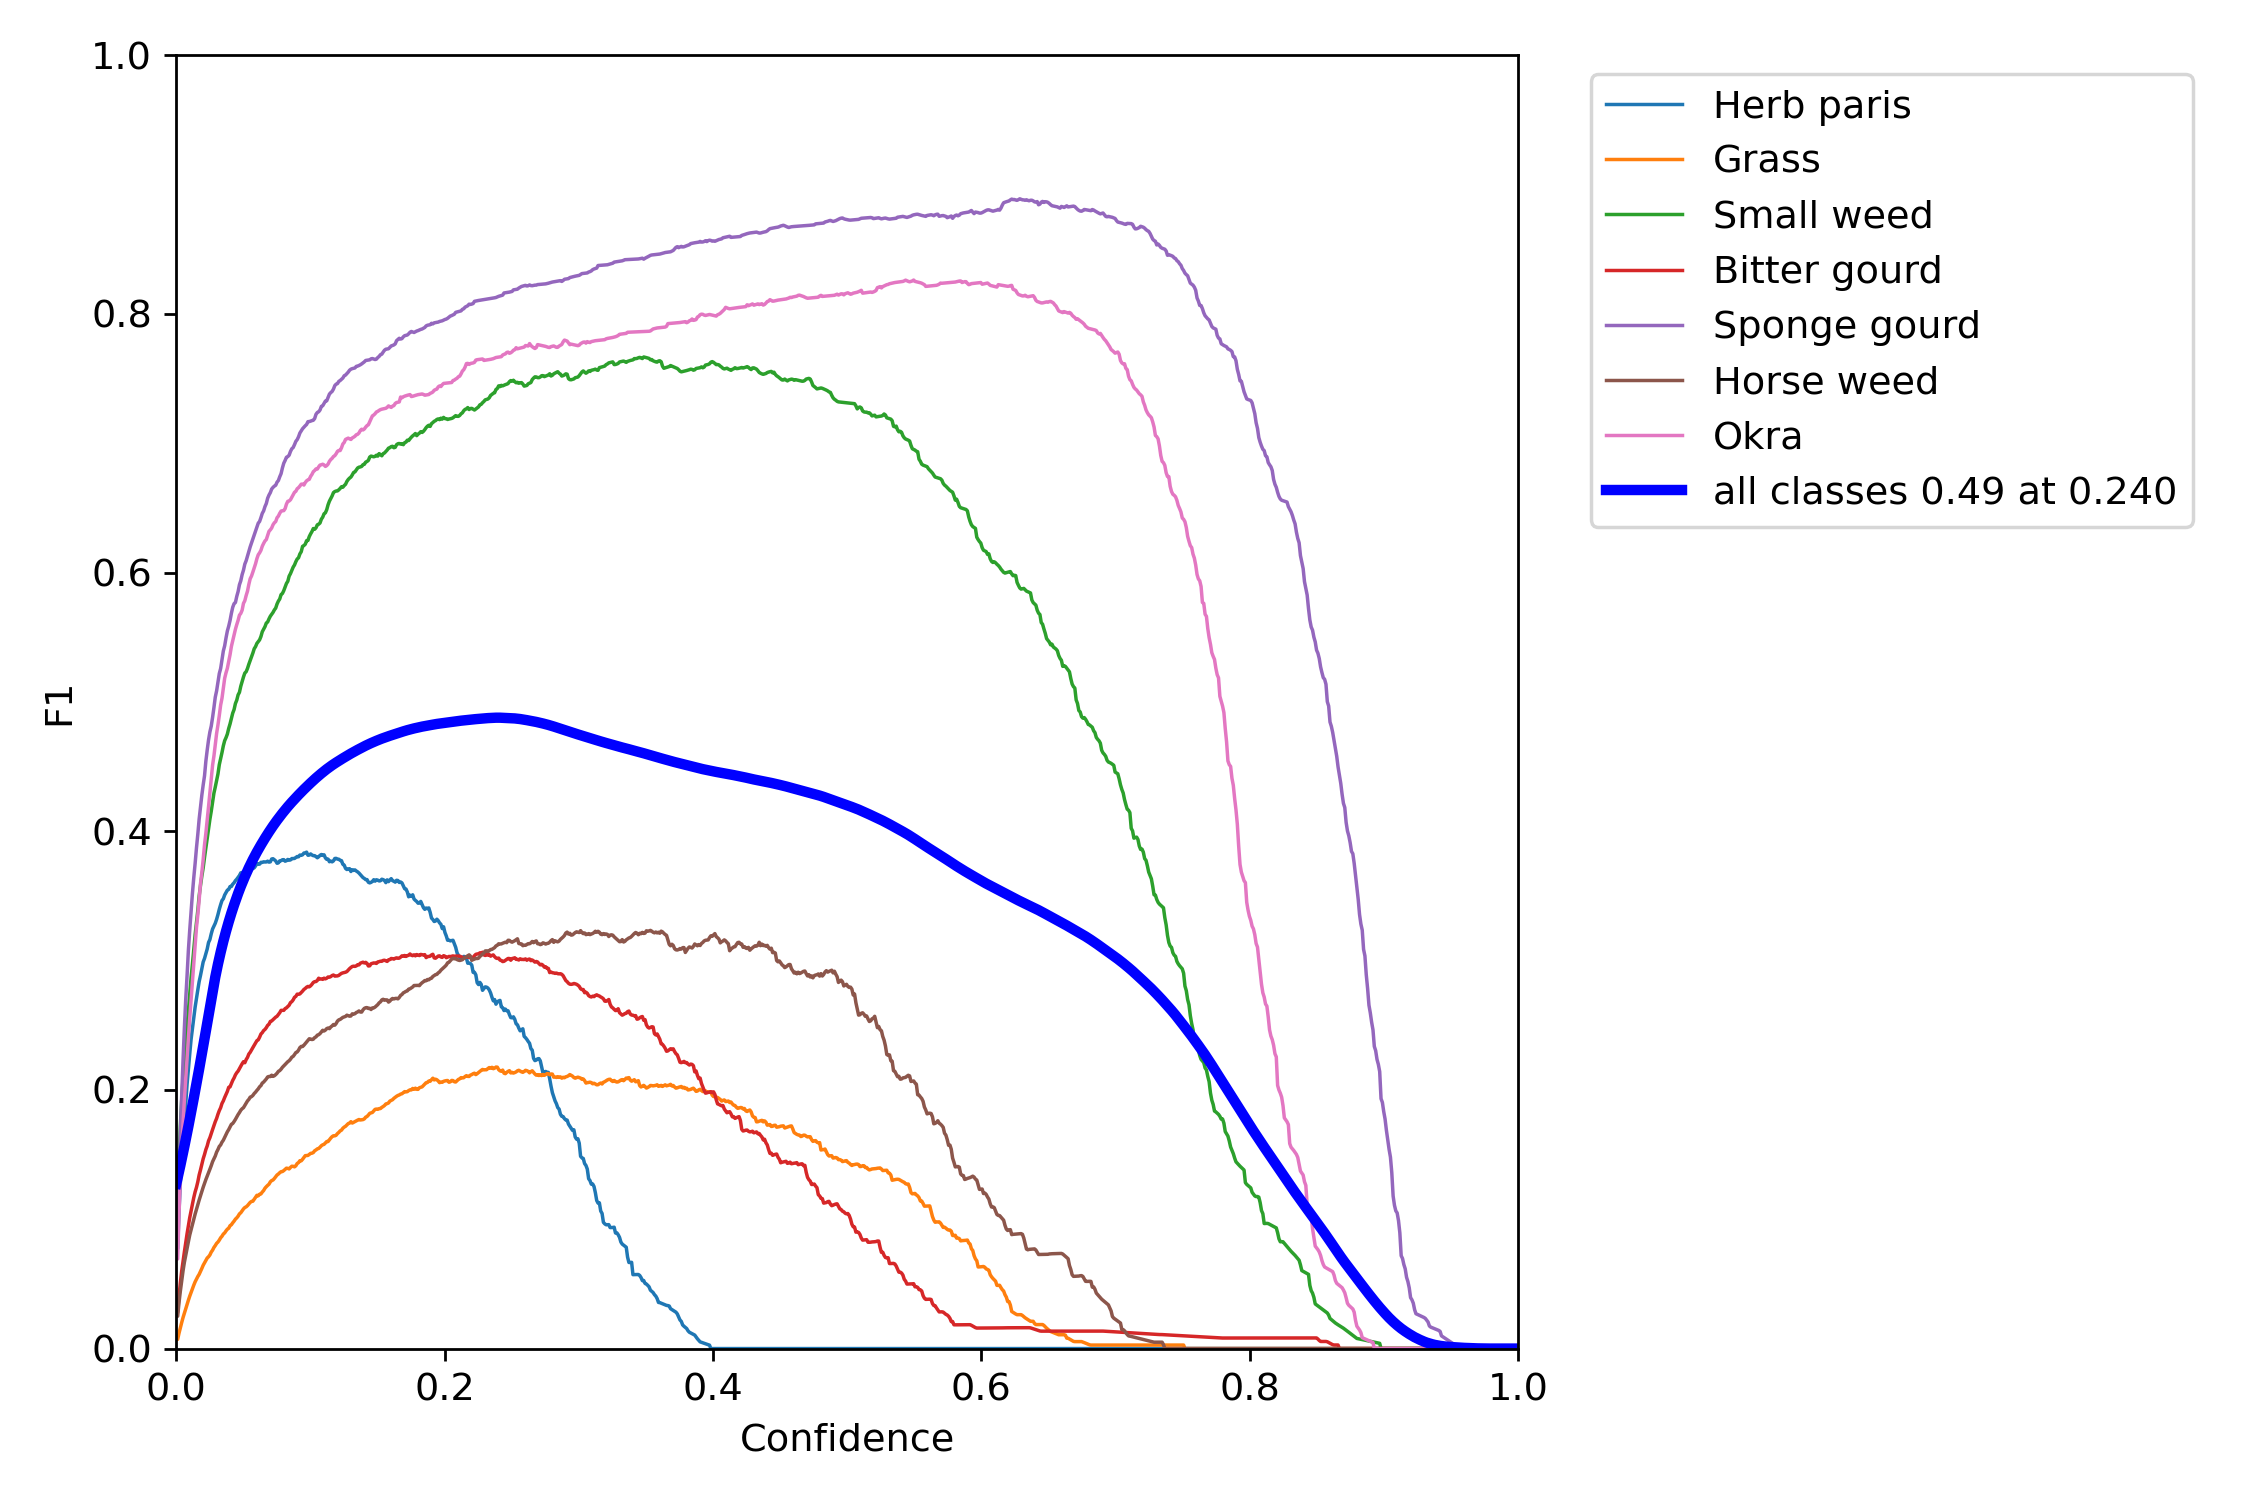 1.0
0.8
0.6
0.4
0.2
0.0
F1
0.0 0.2 0.4 0.6 0.8 1.0
Confidence
Herb paris
Grass
Small weed
Bitter gourd
Sponge gourd
Horse weed
Okra
all classes 0.49 at 0.240